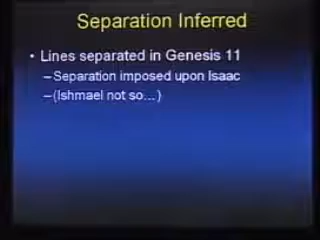 Separation Inferred
• Lines separated in Genesis 11
–Separation imposed upon Isaac
–(Ishmael not so...)